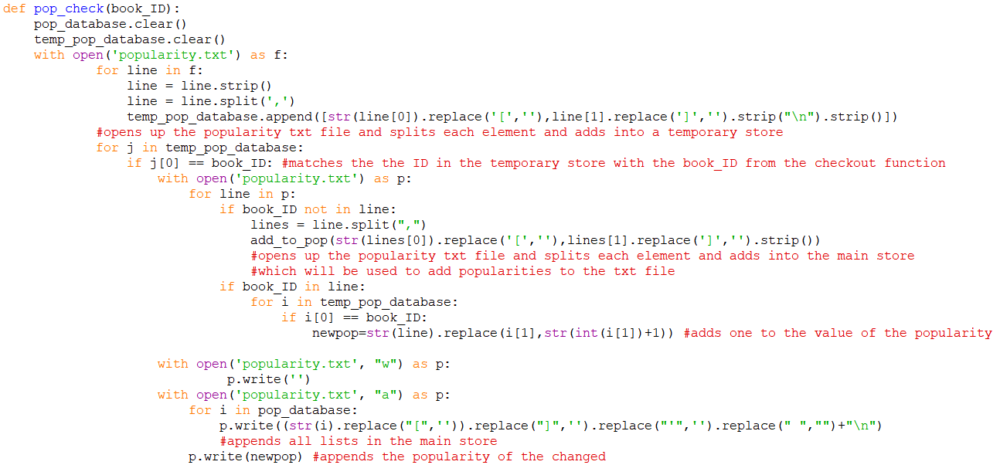 def pop_check(book_ID):
    pop_database.clear()
    temp_pop_database.clear()
    with open('popularity.txt') as f:
            for line in f:
                line = line.strip()
                line = line.split(',')
                temp_pop_database.append([str(line[0]).replace('[',''),line[1].replace(']','').strip("\n").strip()])
            #opens up the popularity txt file and splits each element and adds into a temporary store
            for j in temp_pop_database:
                if j[0] == book_ID: #matches the the ID in the temporary store with the book_ID from the checkout function
                    with open('popularity.txt') as p:
                        for line in p:
                            if book_ID not in line:
                                lines = line.split(",")
                                add_to_pop(str(lines[0]).replace('[',''),lines[1].replace(']','').strip())
                                #opens up the popularity txt file and splits each element and adds into the main store
                                #which will be used to add popularities to the txt file
                            if book_ID in line:
                                for i in temp_pop_database:
                                    if i[0] == book_ID:
                                        newpop=str(line).replace(i[1],str(int(i[1])+1)) #adds one to the value of the popularity
                    with open('popularity.txt', "w") as p:
                             p.write('')
                    with open('popularity.txt', "a") as p:
                        for i in pop_database:
                            p.write((str(i).replace("[",'')).replace("]",'').replace("'",'').replace(" ","")+"\n")
                            #appends all lists in the main store
                        p.write(newpop) #appends the popularity of the changed